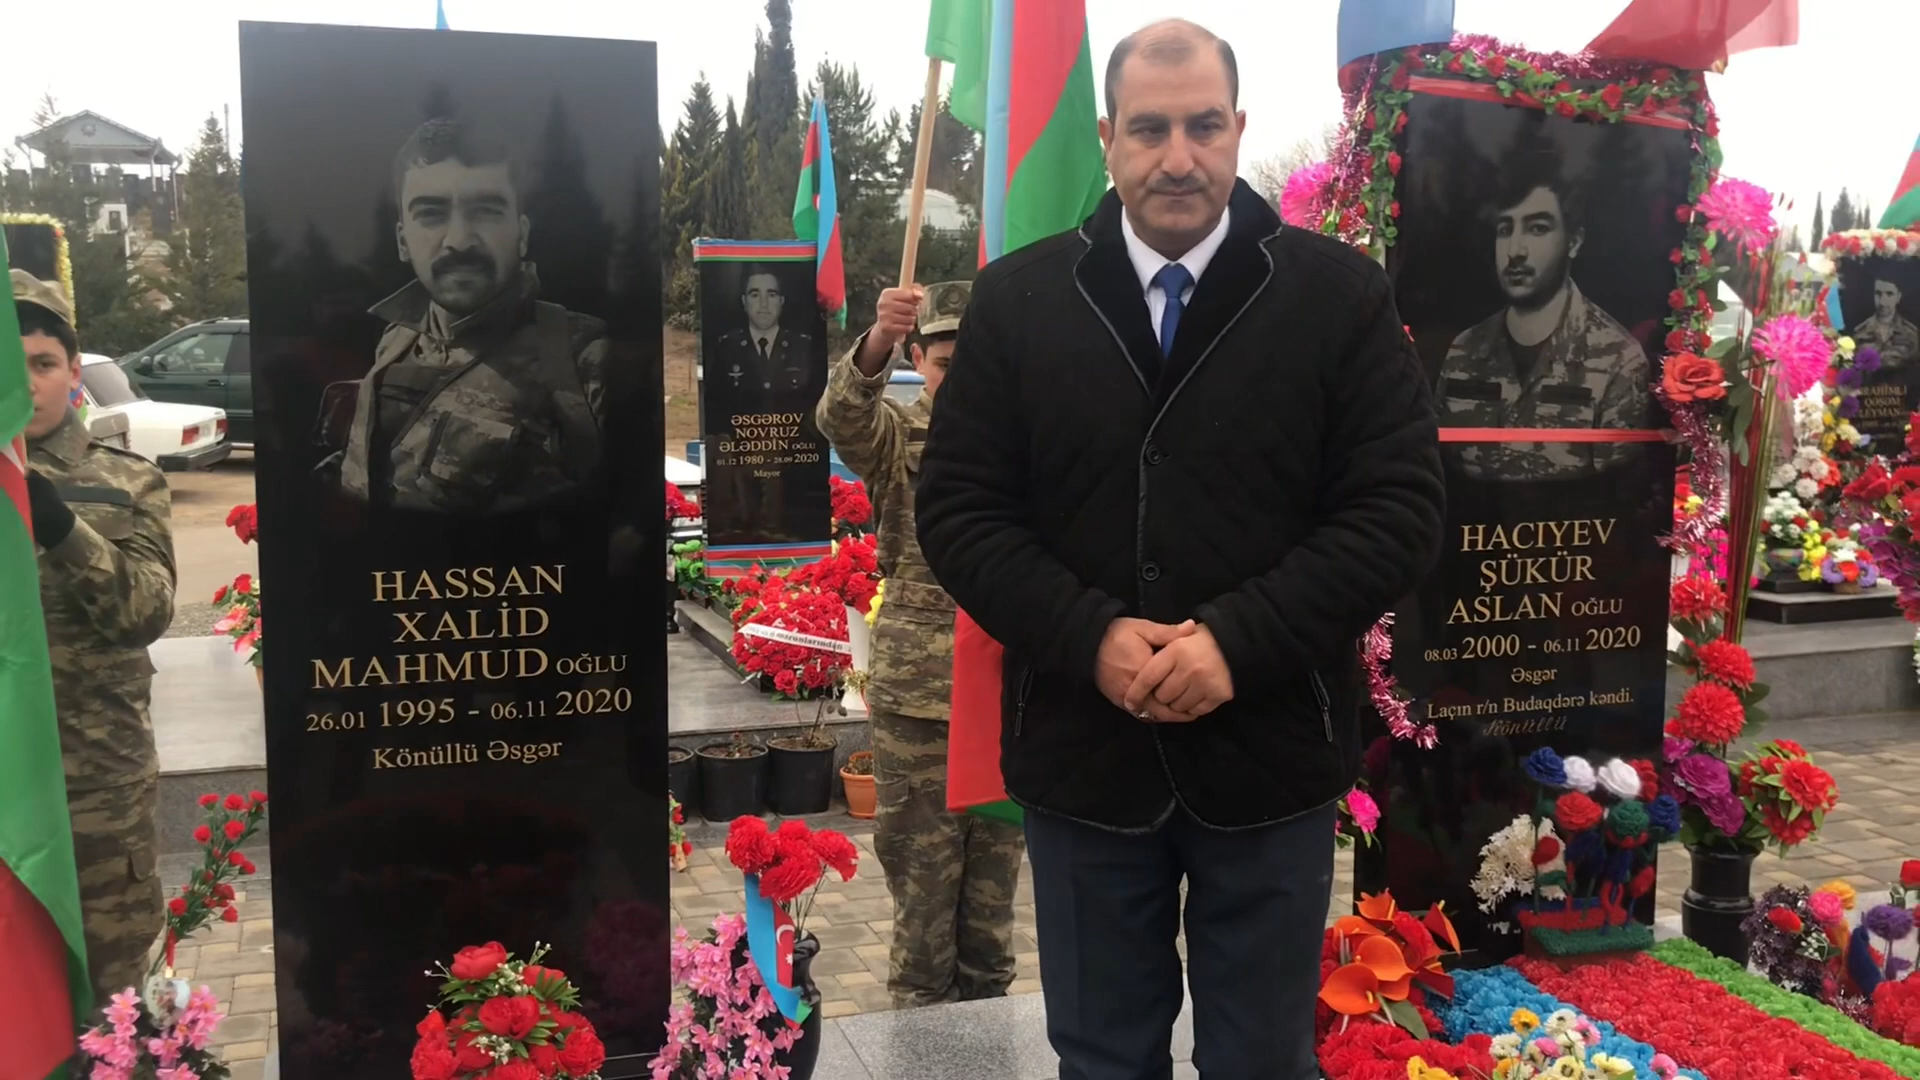 HASSAN
XALİD
MAHMUD OĞLU
26.01 1995 - 06.11 2020
Könüllü Əsgər
ƏSGƏROV
NOVRUZ
ƏLƏDDİN OĞLU
01.12 1980 - 28.09 2020
Mayor
HACIYEV
ŞÜKÜR
ASLAN OĞLU
08.03 2000 - 06.11 2020
Əsgər
Laçın r/n Budaqdərə kəndi.
Könüllü
QƏŞƏM